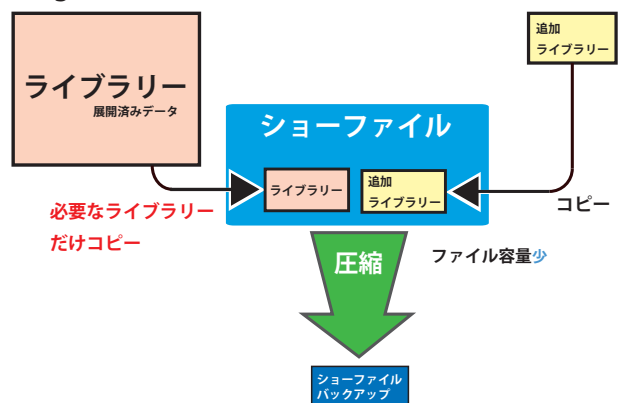 追加
ライブラリー
ライブラリー
展開済みデータ
ショーファイル
ライブラリー
追加
ライブラリー
必要なライブラリー
だけコピー
コピー
圧縮
ファイル容量少
ショーファイル
バックアップ